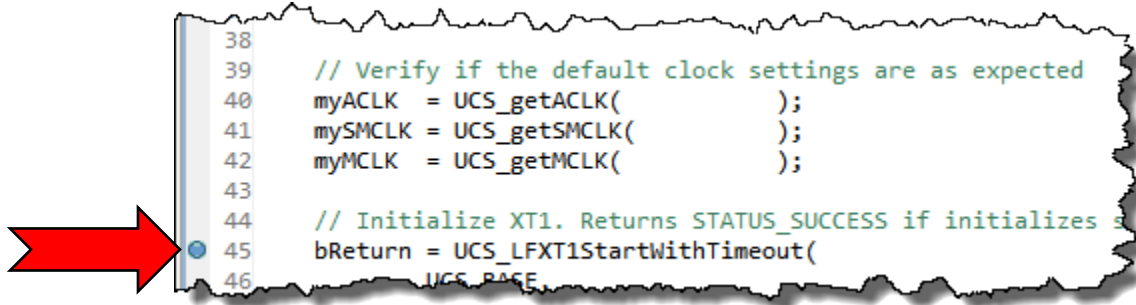 38
39 // Verify if the default clock settings are as expected
40 myACLK = UCS_getACLK( );
41 mySMCLK = UCS_getSMCLK( );
42 myMCLK = UCS_getMCLK( );
43
44 // Initialize XT1. Returns STATUS_SUCCESS if initializes
45 bReturn = UCS_LFXT1StartWithTimeout(
46 UCS_BASE,